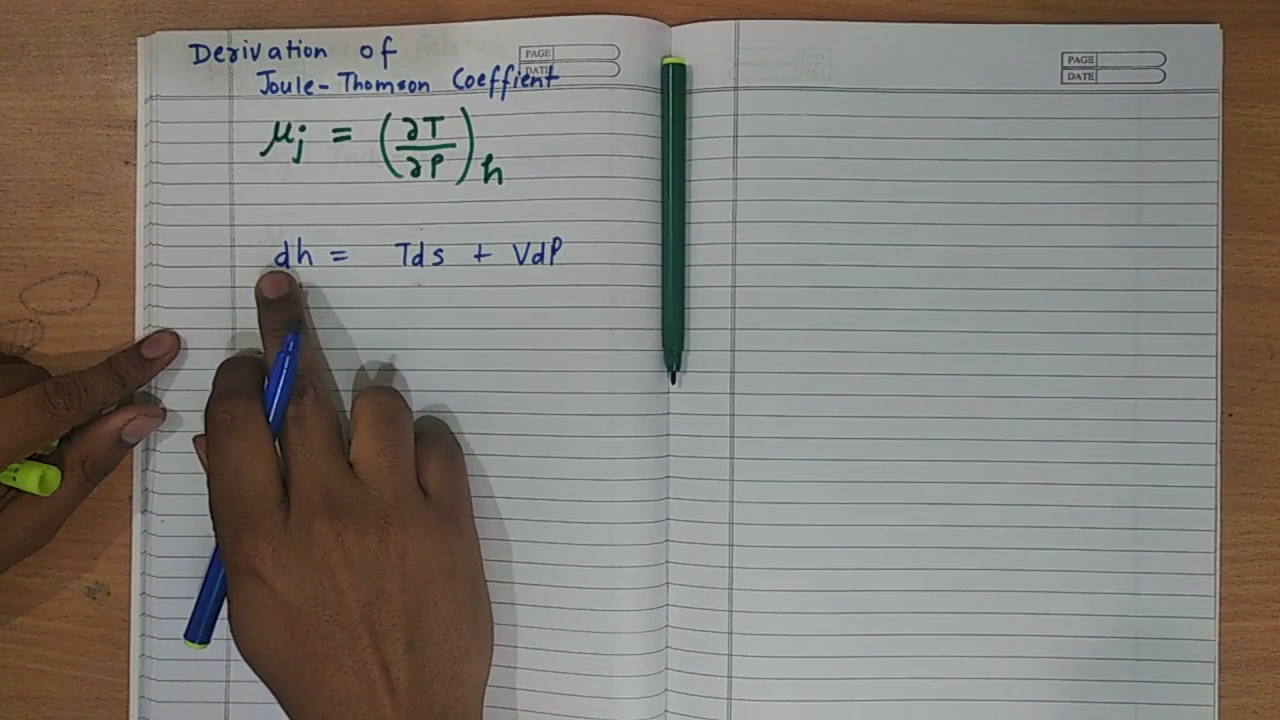 Derivation of
Joule-Thomson Coeffient
PAGE
DATE
μj = (∂T/∂P)h
dh = Tds + VdP
PAGE
DATE